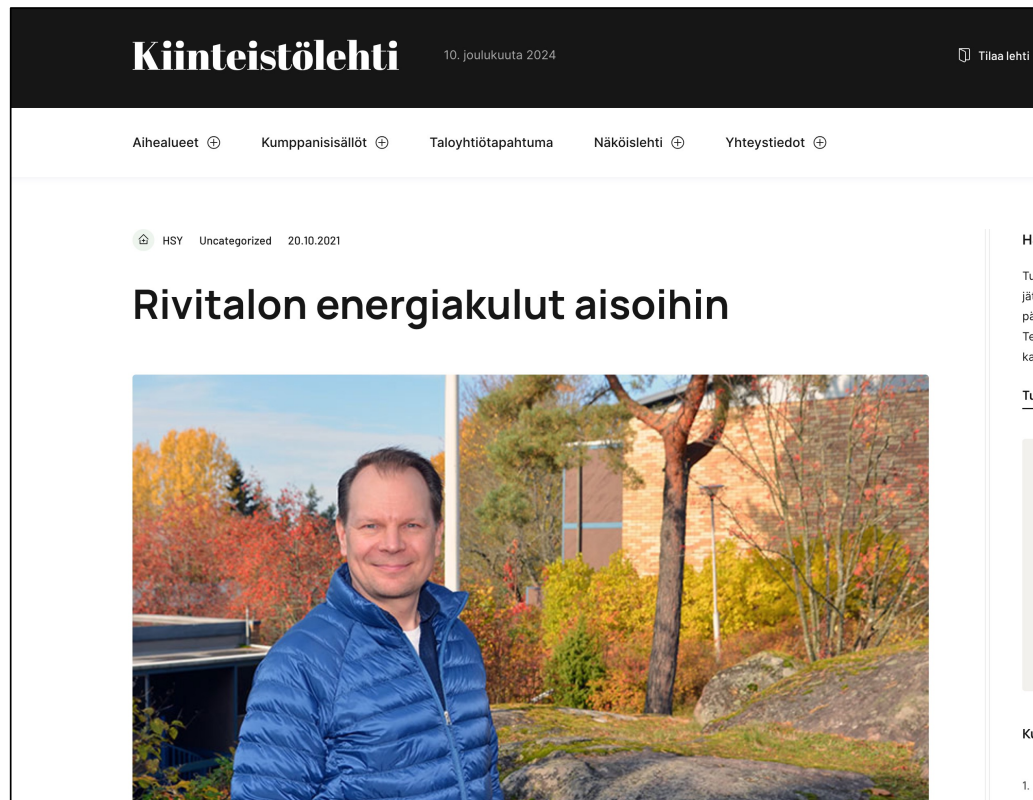 Kiinteistölehti
10. joulukuuta 2024
Tilaa lehti
Aihealueet
Kumppanisisällöt
Taloyhtiötapahtuma
Näköislehti
Yhteystiedot
HSY Uncategorized 20.10.2021
Rivitalon energiakulut aisoihin
1.